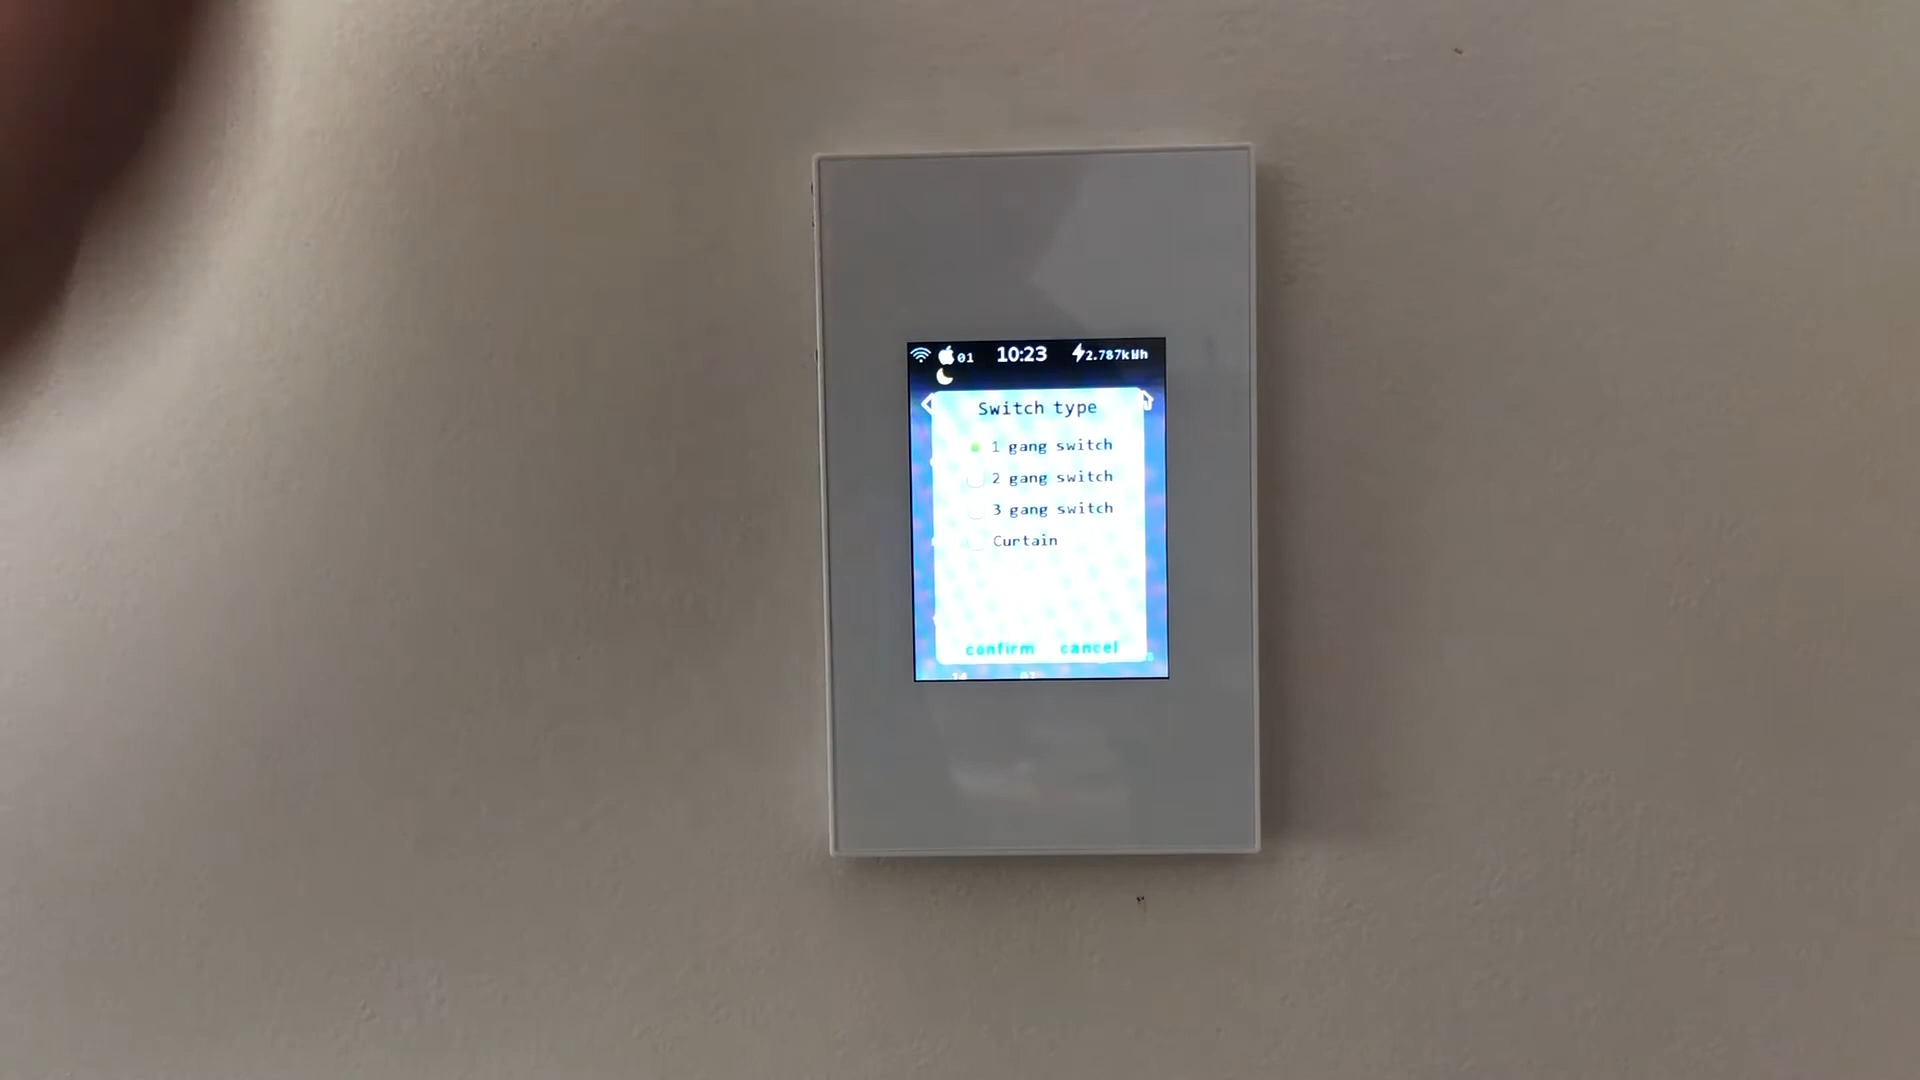 01 10:23 2.787kWh
Switch type
1 gang switch
2 gang switch
3 gang switch
Curtain
confirm cancel